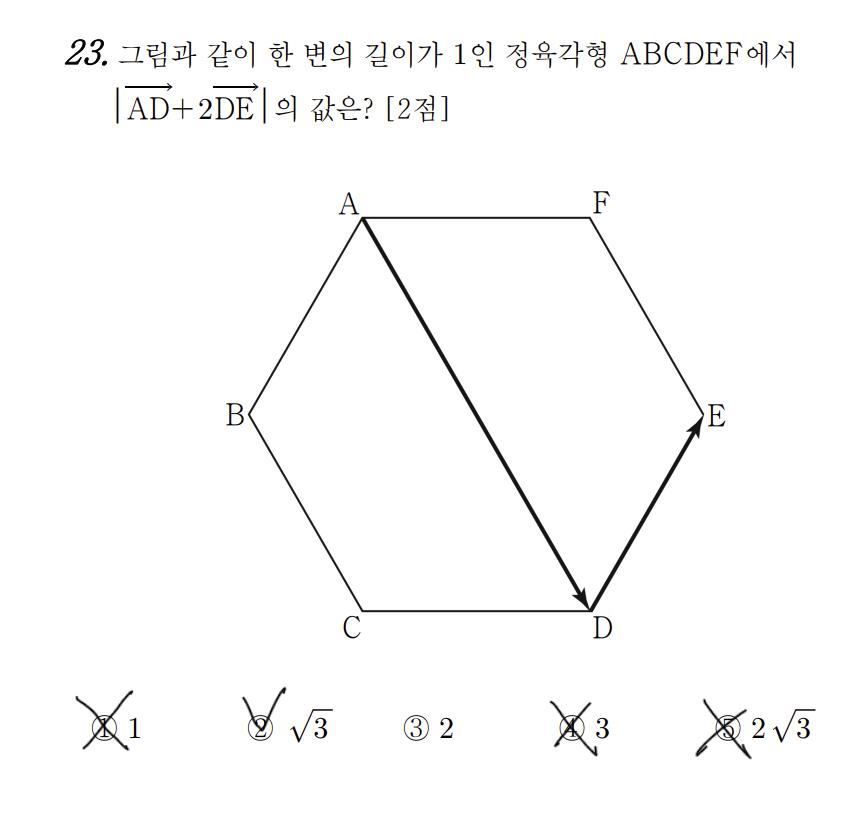 23. 그림과 같이 한 변의 길이가 1인 정육각형 ABCDEF에서
|AD+2DE|의 값은? [2점]
A F
B E
C D
① 1 ② √3 ③ 2 ④ 3 ⑤ 2√3